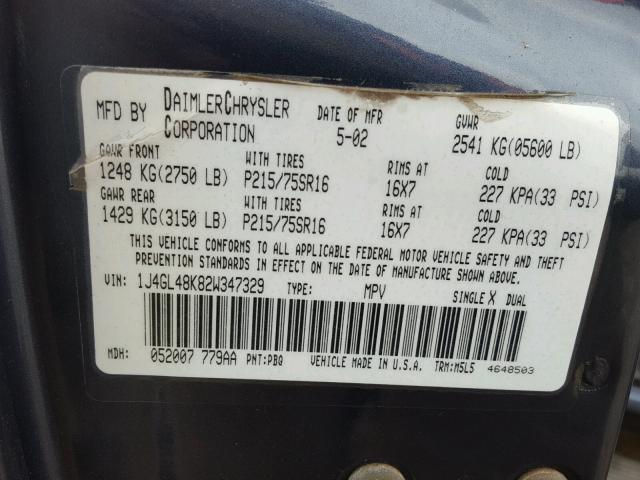 MFD BY DAIMLERCHRYSLER CORPORATION DATE OF MFR 5-02 GVWR 2541 KG(05600 LB)
GAWR FRONT WITH TIRES RIMS AT COLD
1248 KG(2750 LB) P215/75SR16 16X7 227 KPA(33 PSI)
GAWR REAR WITH TIRES RIMS AT COLD
1429 KG(3150 LB) P215/75SR16 16X7 227 KPA(33 PSI)
THIS VEHICLE CONFORMS TO ALL APPLICABLE FEDERAL MOTOR VEHICLE SAFETY AND THEFT
PREVENTION STANDARDS IN EFFECT ON THE DATE OF MANUFACTURE SHOWN ABOVE.
VIN: 1J4GL48K82W347329 TYPE: MPV SINGLE X DUAL
MDH: 052007 779AA PNT:PBQ VEHICLE MADE IN U.S.A. TRM:M5L5 4648503